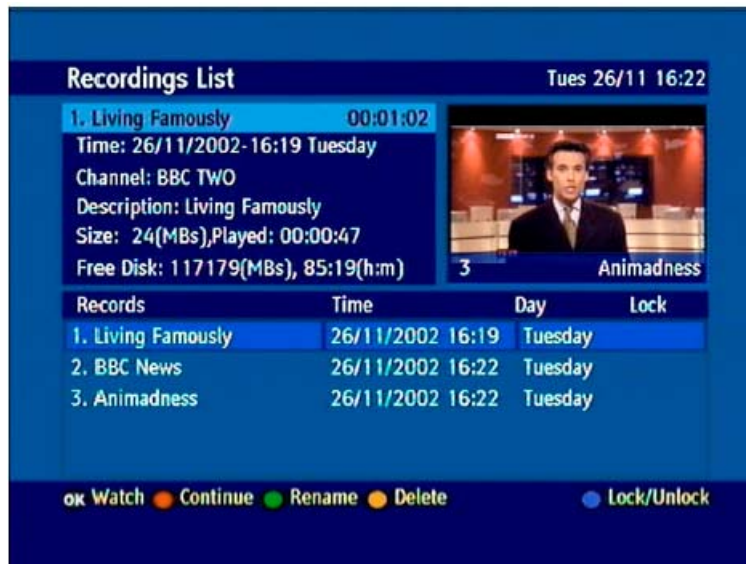 Recordings List Tues 26/11 16:22
1. Living Famously 00:01:02
Time: 26/11/2002-16:19 Tuesday
Channel: BBC TWO
Description: Living Famously
Size: 24(MBs),Played: 00:00:47
Free Disk: 117179(MBs), 85:19(h:m)
3 Animadness
Records Time Day Lock
1. Living Famously 26/11/2002 16:19 Tuesday
2. BBC News 26/11/2002 16:22 Tuesday
3. Animadness 26/11/2002 16:22 Tuesday
OK Watch Continue Rename Delete Lock/Unlock